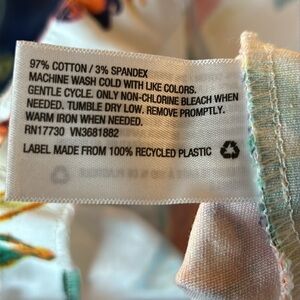 97% COTTON / 3% SPANDEX
MACHINE WASH COLD WITH LIKE COLORS.
GENTLE CYCLE. ONLY NON-CHLORINE BLEACH WHEN
NEEDED. TUMBLE DRY LOW. REMOVE PROMPTLY.
WARM IRON WHEN NEEDED.
RN17730 VN3681882
LABEL MADE FROM 100% RECYCLED PLASTIC